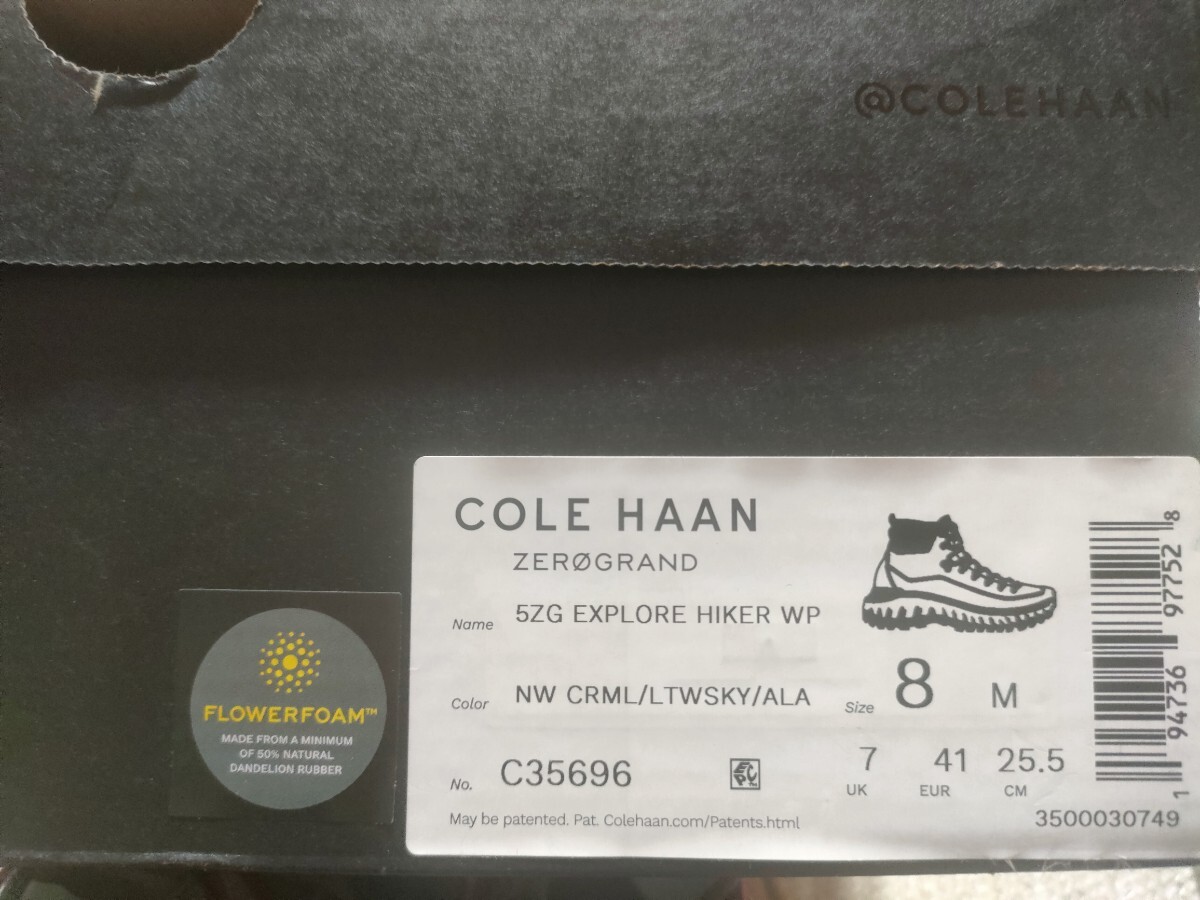 @COLEHAAN
COLE HAAN
ZERØGRAND
Name 5ZG EXPLORE HIKER WP
Color NW CRML/LTWSKY/ALA
Size 8 M
No. C35696
EPC
7 41 25.5
UK EUR CM
May be patented. Pat. Colehaan.com/Patents.html
3500030749
1 94736 97752 8
FLOWERFOAM™
MADE FROM A MINIMUM
OF 50% NATURAL
DANDELION RUBBER